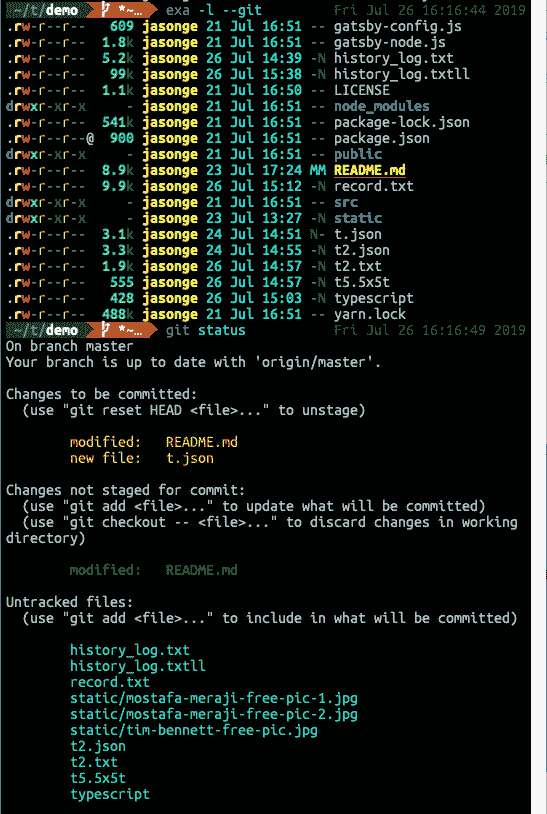 ~/t/demo *~… exa -l --git Fri Jul 26 16:16:44 2019
.rw-r--r-- 609 jasonge 21 Jul 16:51 -- gatsby-config.js
.rw-r--r-- 1.8k jasonge 21 Jul 16:51 -- gatsby-node.js
.rw-r--r-- 5.2k jasonge 26 Jul 14:39 -N history_log.txt
.rw-r--r-- 99k jasonge 26 Jul 15:38 -N history_log.txtll
.rw-r--r-- 1.1k jasonge 21 Jul 16:50 -- LICENSE
drwxr-xr-x - jasonge 21 Jul 16:51 -- node_modules
.rw-r--r-- 541k jasonge 21 Jul 16:51 -- package-lock.json
.rw-r--r--@ 900 jasonge 21 Jul 16:51 -- package.json
drwxr-xr-x - jasonge 21 Jul 16:51 -- public
.rw-r--r-- 8.9k jasonge 23 Jul 17:24 MM README.md
.rw-r--r-- 9.9k jasonge 26 Jul 15:12 -N record.txt
drwxr-xr-x - jasonge 21 Jul 16:51 -- src
drwxr-xr-x - jasonge 23 Jul 13:27 -N static
.rw-r--r-- 3.1k jasonge 24 Jul 14:51 N- t.json
.rw-r--r-- 3.3k jasonge 24 Jul 14:55 -N t2.json
.rw-r--r-- 1.9k jasonge 26 Jul 14:57 -N t2.txt
.rw-r--r-- 555 jasonge 26 Jul 14:57 -N t5.5x5t
.rw-r--r-- 428 jasonge 26 Jul 15:03 -N typescript
.rw-r--r-- 488k jasonge 21 Jul 16:51 -- yarn.lock
~/t/demo *~… git status Fri Jul 26 16:16:49 2019
On branch master
Your branch is up to date with 'origin/master'.
Changes to be committed:
(use "git reset HEAD <file>..." to unstage)
modified: README.md
new file: t.json
Changes not staged for commit:
(use "git add <file>..." to update what will be committed)
(use "git checkout -- <file>..." to discard changes in working
directory)
modified: README.md
Untracked files:
(use "git add <file>..." to include in what will be committed)
history_log.txt
history_log.txtll
record.txt
static/mostafa-meraji-free-pic-1.jpg
static/mostafa-meraji-free-pic-2.jpg
static/tim-bennett-free-pic.jpg
t2.json
t2.txt
t5.5x5t
typescript